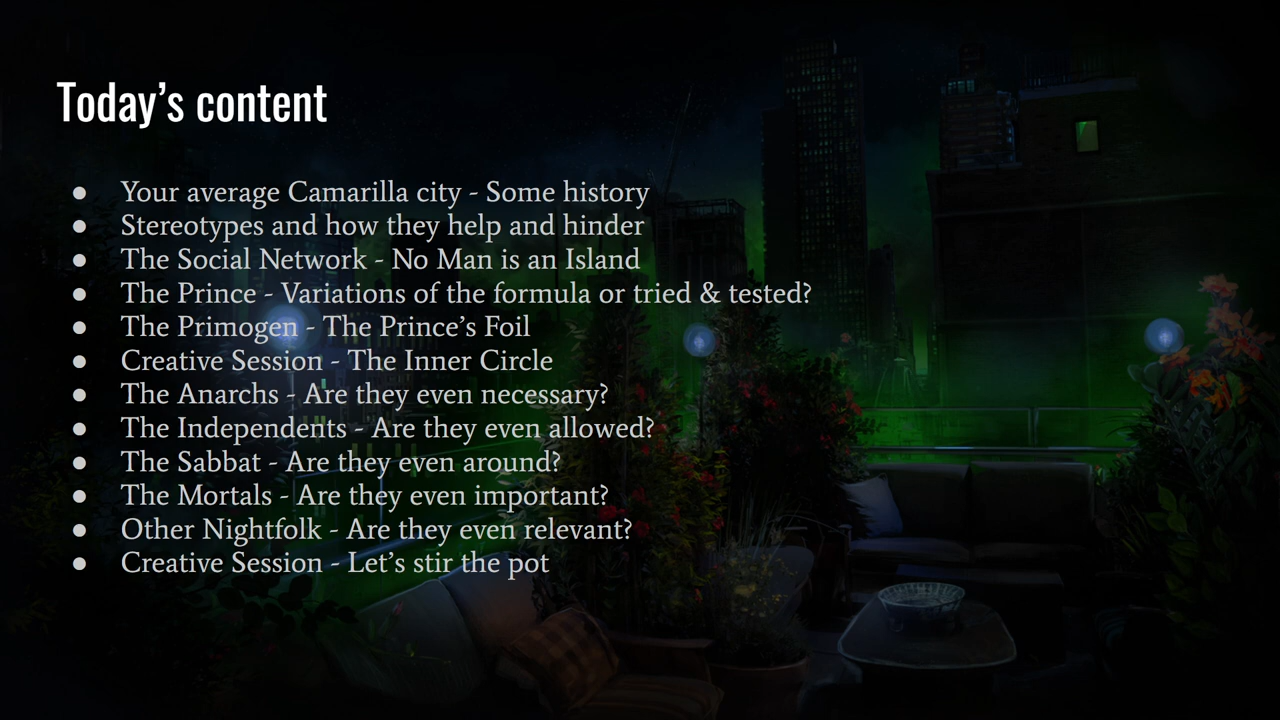 Today’s content
● Your average Camarilla city - Some history
● Stereotypes and how they help and hinder
● The Social Network - No Man is an Island
● The Prince - Variations of the formula or tried & tested?
● The Primogen - The Prince’s Foil
● Creative Session - The Inner Circle
● The Anarchs - Are they even necessary?
● The Independents - Are they even allowed?
● The Sabbat - Are they even around?
● The Mortals - Are they even important?
● Other Nightfolk - Are they even relevant?
● Creative Session - Let’s stir the pot